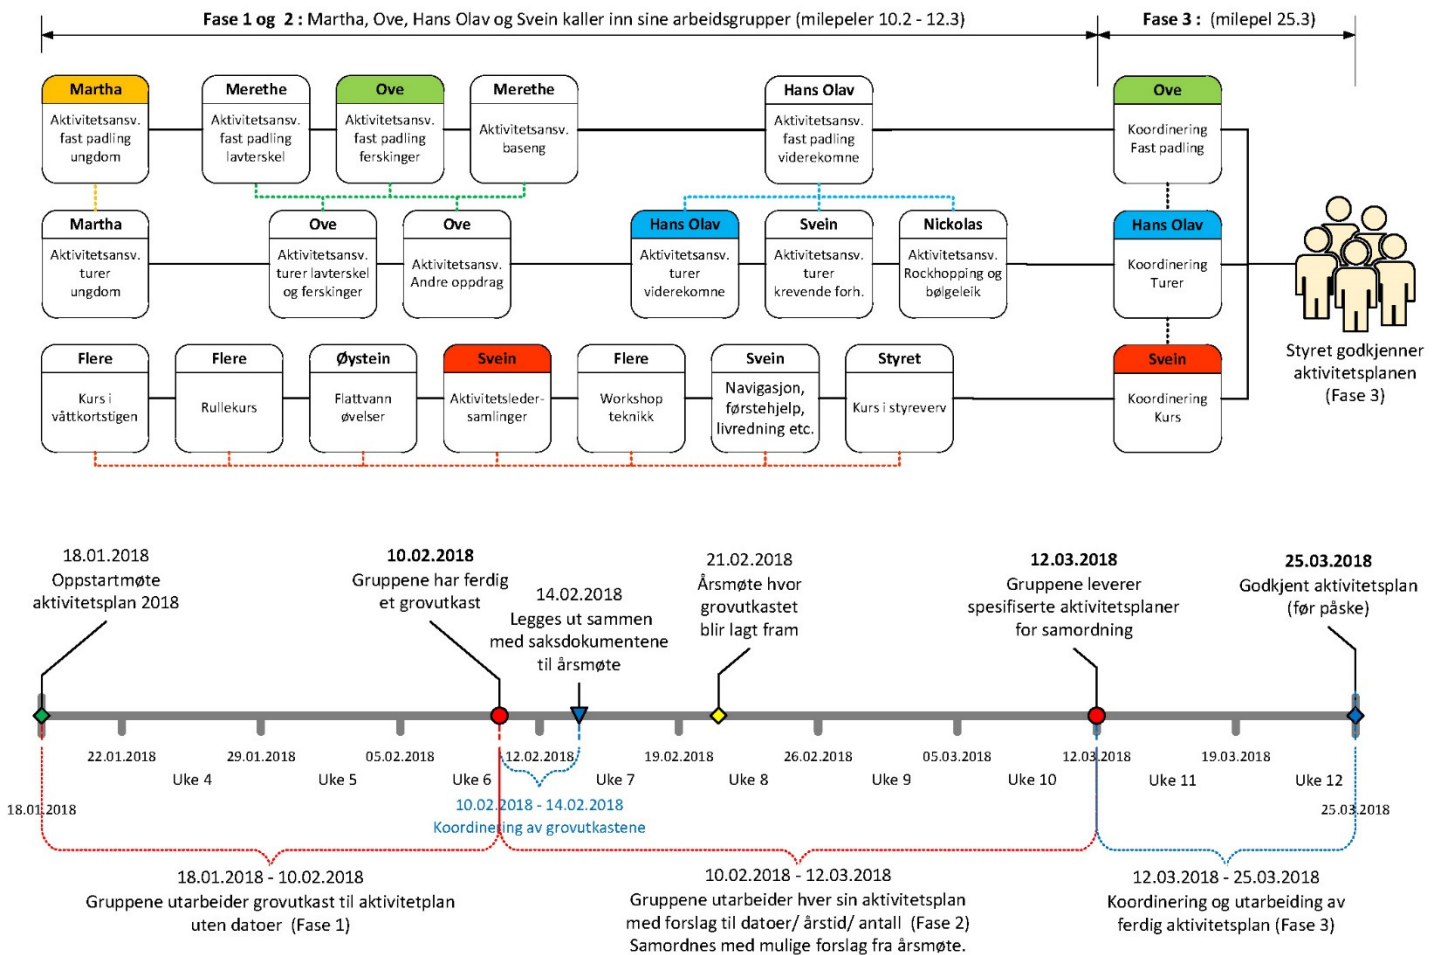 Fase 1 og 2 : Martha, Ove, Hans Olav og Svein kaller inn sine arbeidsgrupper (milepeler 10.2 - 12.3)
Fase 3 : (milepel 25.3)
Martha
Aktivitetsansv.
fast padling
ungdom
Merethe
Aktivitetsansv.
fast padling
lavterskel
Ove
Aktivitetsansv.
fast padling
ferskinger
Merethe
Aktivitetsansv.
baseng
Hans Olav
Aktivitetsansv.
fast padling
viderekomne
Ove
Koordinering
Fast padling
Martha
Aktivitetsansv.
turer
ungdom
Ove
Aktivitetsansv.
turer lavterskel
og ferskinger
Ove
Aktivitetsansv.
Andre oppdrag
Hans Olav
Aktivitetsansv.
turer
viderekomne
Svein
Aktivitetsansv.
turer
krevende forh.
Nickolas
Aktivitetsansv.
Rockhopping og
bølgeleik
Hans Olav
Koordinering
Turer
Flere
Kurs i
våttkortstigen
Flere
Rullekurs
Øystein
Flattvann
øvelser
Svein
Aktivitetsleder-
samlinger
Flere
Workshop
teknikk
Svein
Navigasjon,
førstehjelp,
livredning etc.
Styret
Kurs i styreverv
Svein
Koordinering
Kurs
Styret godkjenner
aktivitetsplanen
(Fase 3)
18.01.2018
Oppstartmøte
aktivitetsplan 2018
10.02.2018
Gruppene har ferdig
et grovutkast
14.02.2018
Legges ut sammen
med saksdokumentene
til årsmøte
21.02.2018
Årsmøte hvor
grovutkastet
blir lagt fram
12.03.2018
Gruppene leverer
spesifiserte aktivitetsplaner
for samordning
25.03.2018
Godkjent aktivitetsplan
(før påske)
22.01.2018
29.01.2018
05.02.2018
12.02.2018
19.02.2018
26.02.2018
05.03.2018
12.03.2018
19.03.2018
Uke 4
Uke 5
Uke 6
Uke 7
Uke 8
Uke 9
Uke 10
Uke 11
Uke 12
18.01.2018
25.03.2018
10.02.2018 - 14.02.2018
Koordinering av grovutkastene
18.01.2018 - 10.02.2018
Gruppene utarbeider grovutkast til aktivitetplan
uten datoer (Fase 1)
10.02.2018 - 12.03.2018
Gruppene utarbeider hver sin aktivitetsplan
med forslag til datoer/ årstid/ antall (Fase 2)
Samordnes med mulige forslag fra årsmøte.
12.03.2018 - 25.03.2018
Koordinering og utarbeiding av
ferdig aktivitetsplan (Fase 3)